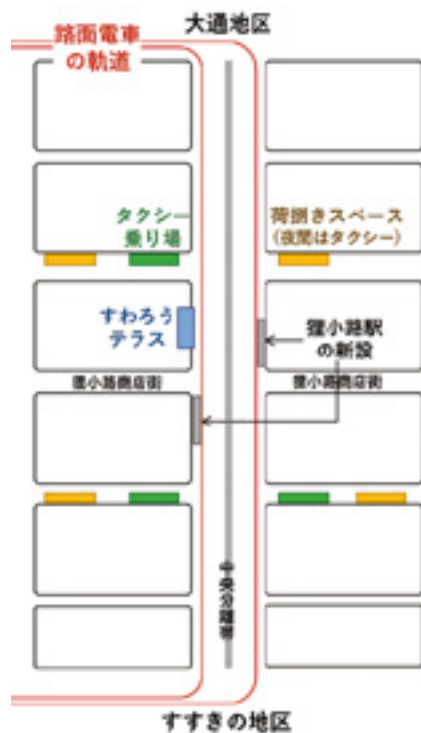 大通地区
路面電車
の軌道
タクシー
乗り場
荷捌きスペース
(夜間はタクシー)
すわろう
テラス
狸小路駅
の新設
狸小路商店街
狸小路商店街
中央分離帯
すすきの地区